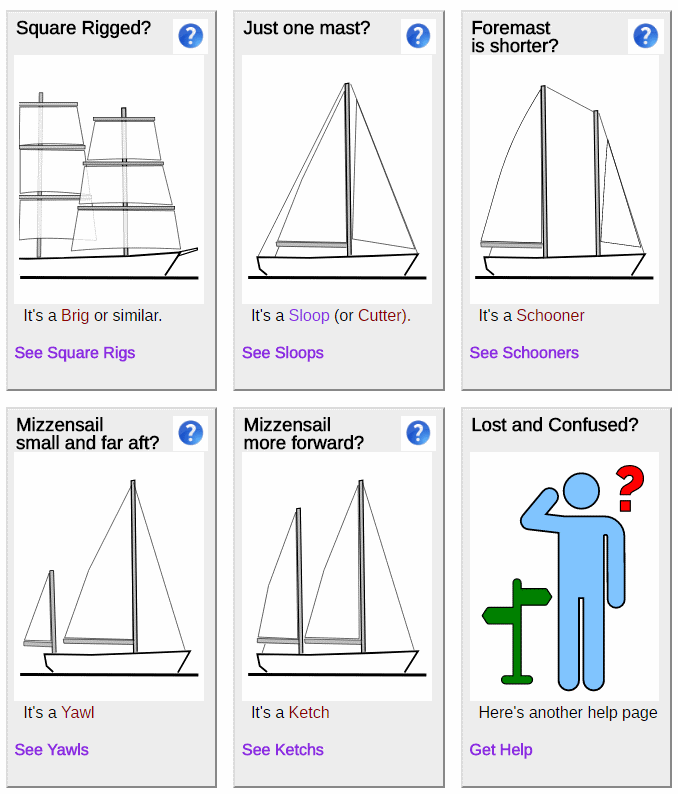 Square Rigged?
?
It's a Brig or similar.
See Square Rigs
Just one mast?
?
It's a Sloop (or Cutter).
See Sloops
Foremast
is shorter?
?
It's a Schooner
See Schooners
Mizzensail
small and far aft?
?
It's a Yawl
See Yawls
Mizzensail
more forward?
?
It's a Ketch
See Ketchs
Lost and Confused?
?
Here's another help page
Get Help